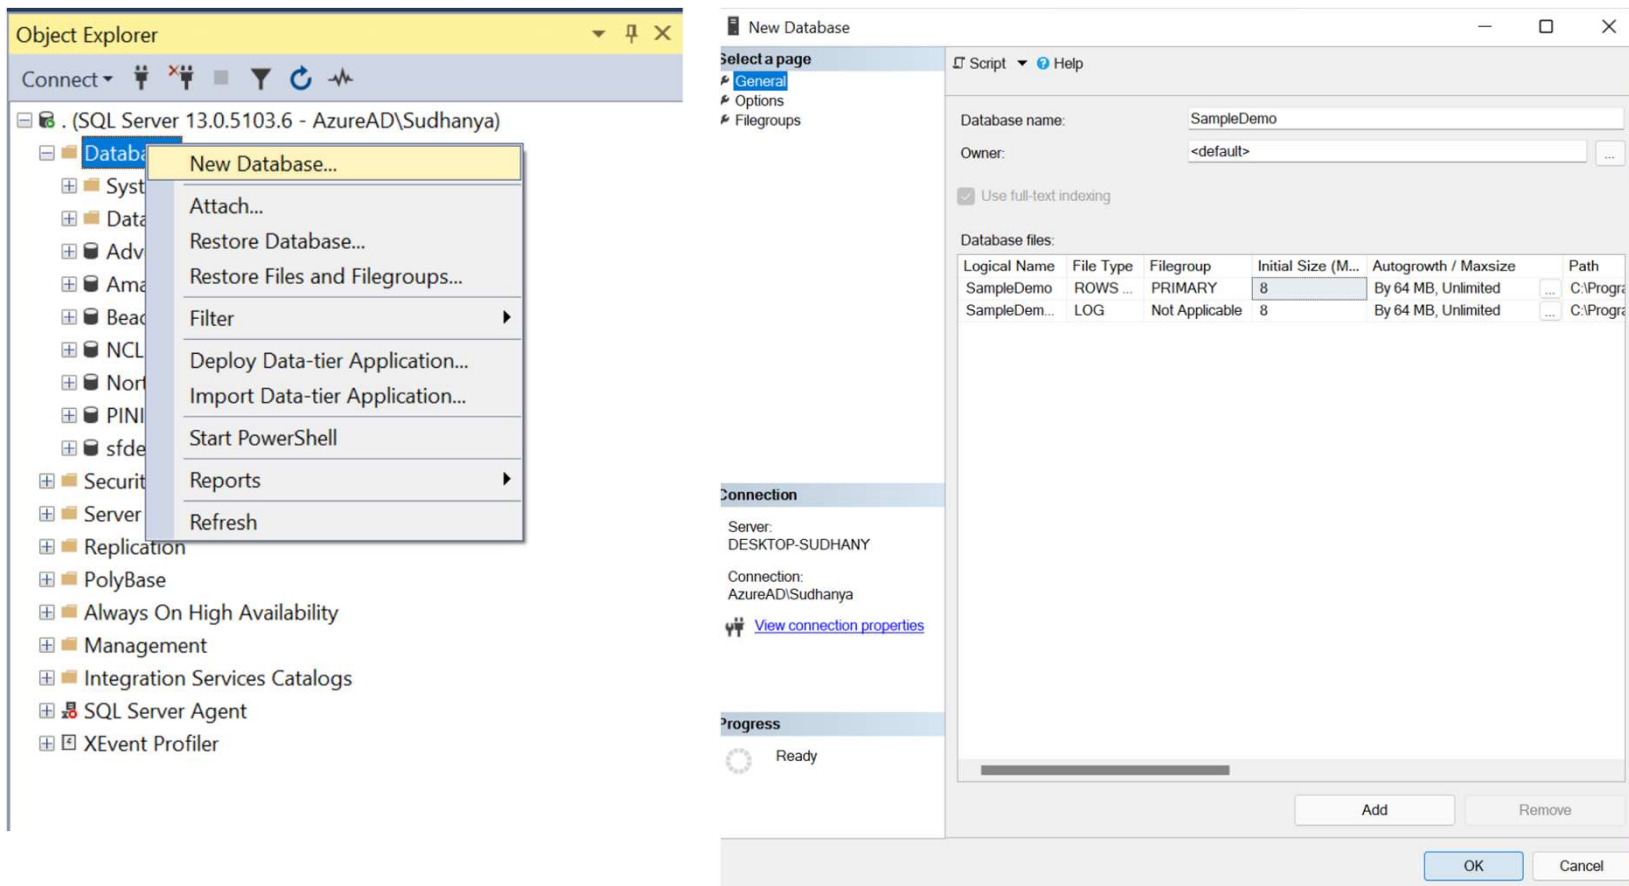 Object Explorer
Connect
. (SQL Server 13.0.5103.6 - AzureAD\Sudhanya)
Databa
Syst
Data
Adv
Ama
Bead
NCL
Nort
PINI
sfde
Securit
Server
Replication
PolyBase
Always On High Availability
Management
Integration Services Catalogs
SQL Server Agent
XEvent Profiler
New Database...
Attach...
Restore Database...
Restore Files and Filegroups...
Filter
Deploy Data-tier Application...
Import Data-tier Application...
Start PowerShell
Reports
Refresh
New Database
Select a page
General
Options
Filegroups
Connection
Server:
DESKTOP-SUDHANY
Connection:
AzureAD\Sudhanya
View connection properties
Progress
Ready
Script Help
Database name: SampleDemo
Owner: <default> ...
Use full-text indexing
Database files:
Logical Name File Type Filegroup Initial Size (M... Autogrowth / Maxsize Path
SampleDemo ROWS ... PRIMARY 8 By 64 MB, Unlimited ... C:\Progra
SampleDem... LOG Not Applicable 8 By 64 MB, Unlimited ... C:\Progra
Add Remove
OK Cancel